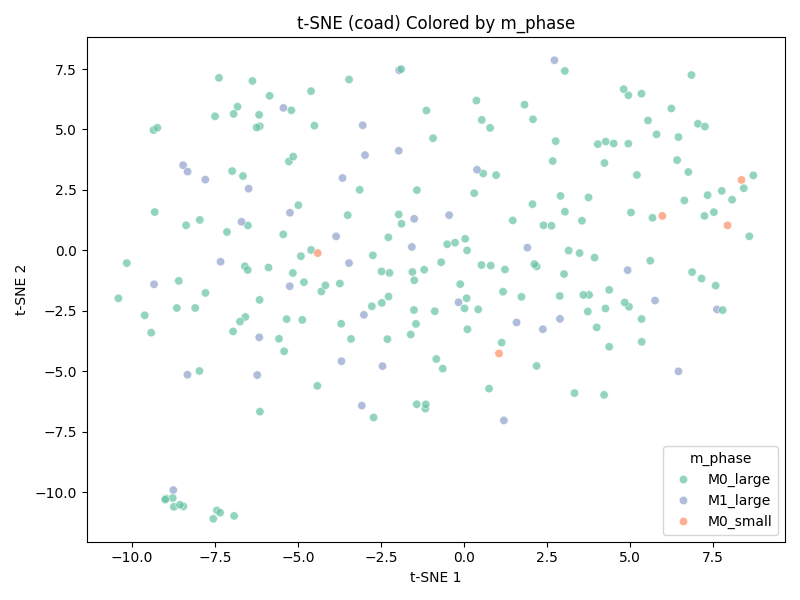 t-SNE (coad) Colored by m_phase
7.5
5.0
2.5
0.0
−2.5
−5.0
−7.5
−10.0
t-SNE 2
m_phase
M0_large
M1_large
M0_small
−10.0 −7.5 −5.0 −2.5 0.0 2.5 5.0 7.5
t-SNE 1